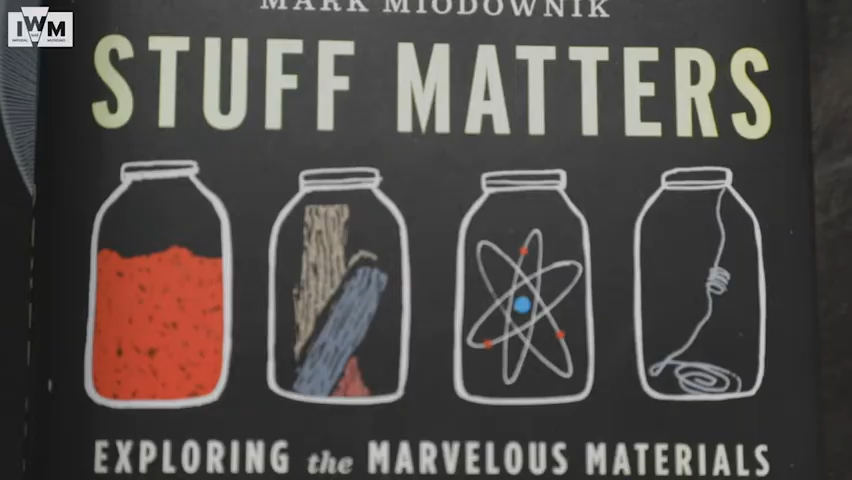 MARK MIODOWNIK
IWM
STUFF MATTERS
EXPLORING the MARVELOUS MATERIALS